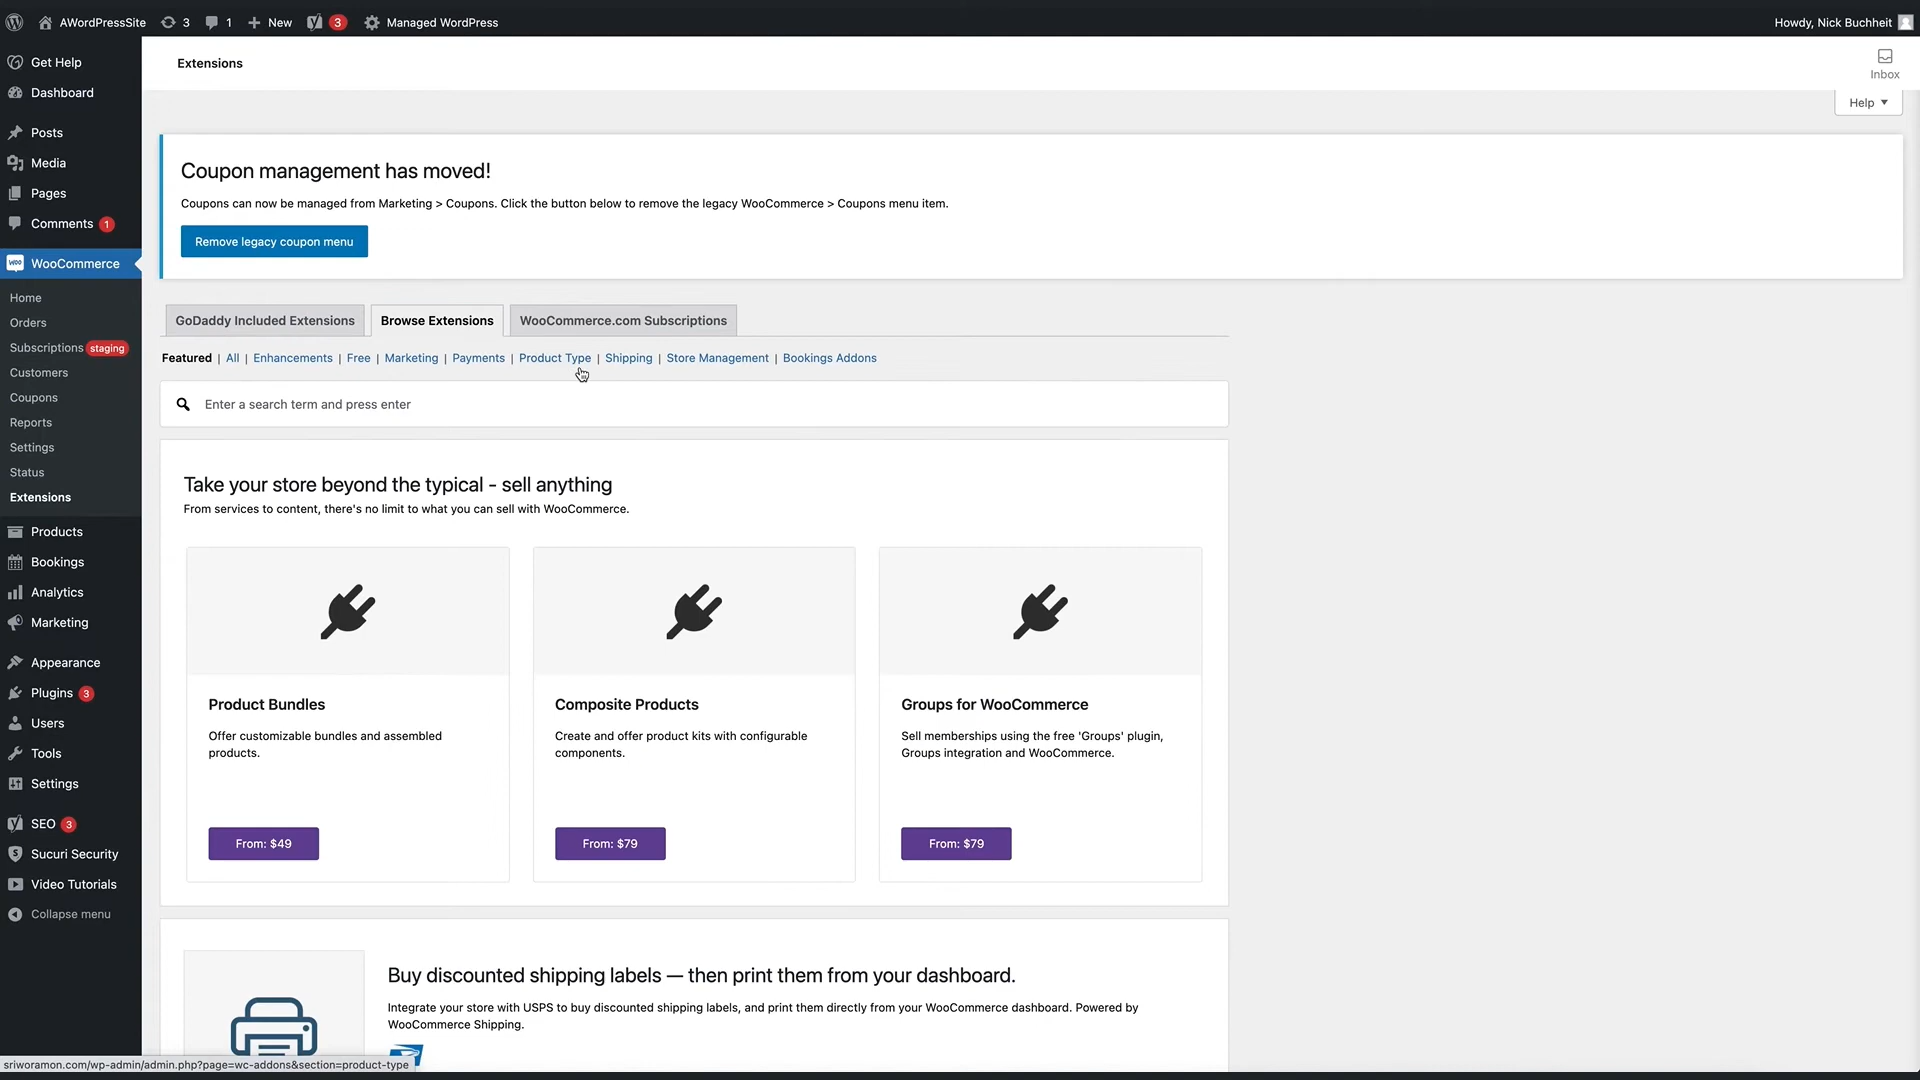 AWordPressSite 3 1 New 3 Managed WordPress Howdy, Nick Buchheit
Get Help
Dashboard
Posts
Media
Pages
Comments 1
woo WooCommerce
Home
Orders
Subscriptions staging
Customers
Coupons
Reports
Settings
Status
Extensions
Products
Bookings
Analytics
Marketing
Appearance
Plugins 3
Users
Tools
Settings
SEO 3
Sucuri Security
Video Tutorials
Collapse menu
Extensions
Inbox
Help
Coupon management has moved!
Coupons can now be managed from Marketing > Coupons. Click the button below to remove the legacy WooCommerce > Coupons menu item.
Remove legacy coupon menu
GoDaddy Included Extensions Browse Extensions WooCommerce.com Subscriptions
Featured | All | Enhancements | Free | Marketing | Payments | Product Type | Shipping | Store Management | Bookings Addons
Enter a search term and press enter
Take your store beyond the typical - sell anything
From services to content, there's no limit to what you can sell with WooCommerce.
Product Bundles
Offer customizable bundles and assembled
products.
From: $49
Composite Products
Create and offer product kits with configurable
components.
From: $79
Groups for WooCommerce
Sell memberships using the free 'Groups' plugin,
Groups integration and WooCommerce.
From: $79
Buy discounted shipping labels — then print them from your dashboard.
Integrate your store with USPS to buy discounted shipping labels, and print them directly from your WooCommerce dashboard. Powered by
WooCommerce Shipping.
sriworamon.com/wp-admin/admin.php?page=wc-addons&section=product-type